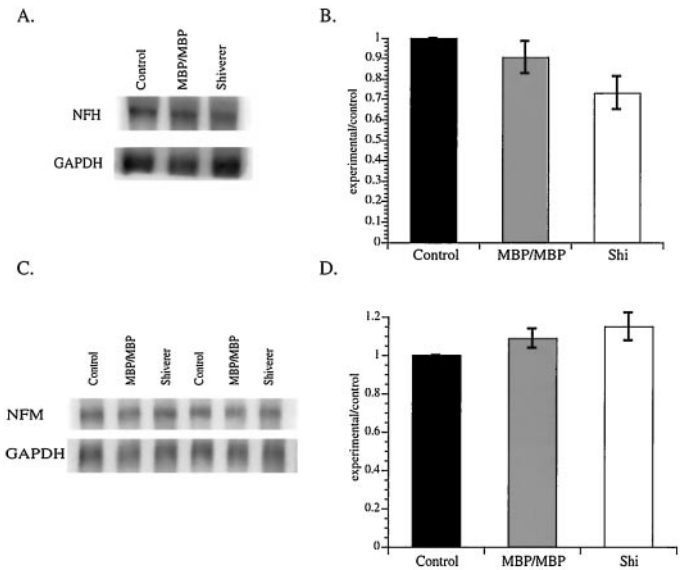 A.
Control
MBP/MBP
Shiverer
NFH
GAPDH
B.
experimental/control
1
0.9
0.8
0.7
0.6
0.5
0.4
0.3
0.2
0.1
0
Control MBP/MBP Shi
C.
Control
MBP/MBP
Shiverer
Control
MBP/MBP
Shiverer
NFM
GAPDH
D.
experimental/control
1.2
1
0.8
0.6
0.4
0.2
0
Control MBP/MBP Shi